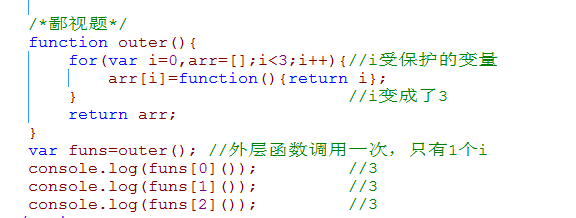 /*鄙视题*/
function outer(){
for(var i=0,arr=[];i<3;i++){//i受保护的变量
arr[i]=function(){return i};
} //i变成了3
return arr;
}
var funs=outer(); //外层函数调用一次，只有1个i
console.log(funs[0]()); //3
console.log(funs[1]()); //3
console.log(funs[2]()); //3